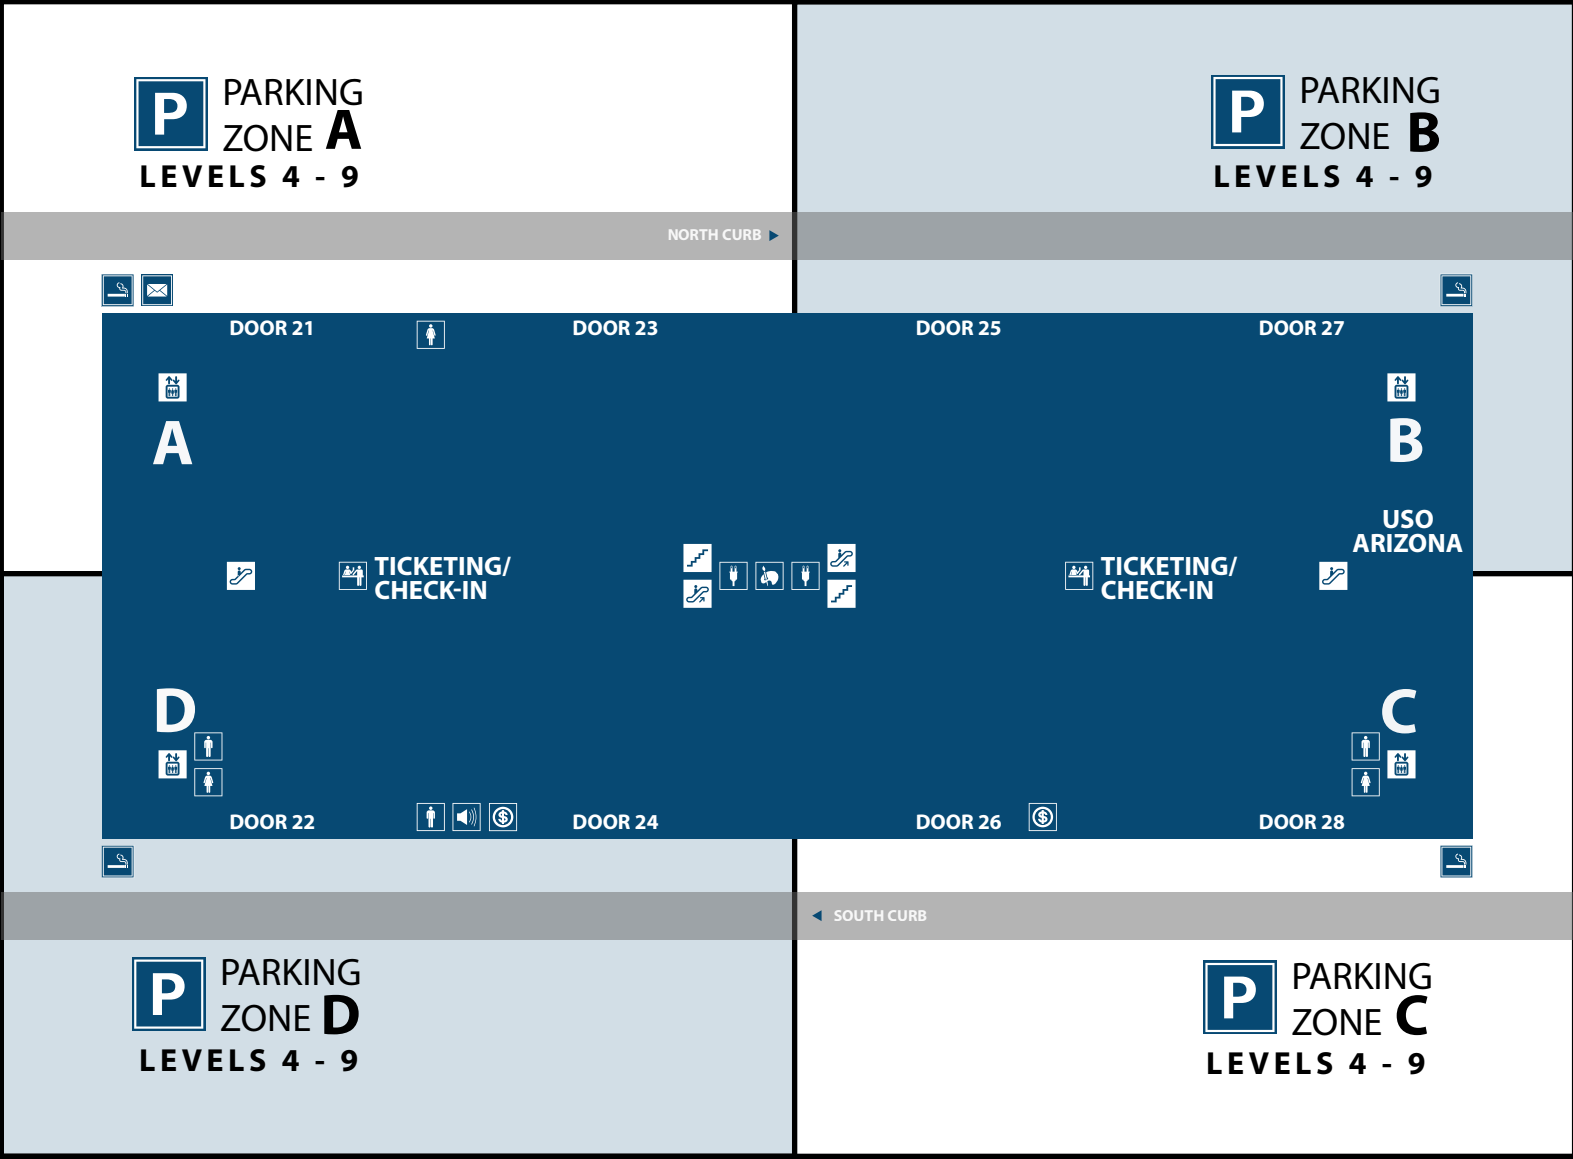 P PARKING
ZONE A
LEVELS 4 - 9
P PARKING
ZONE B
LEVELS 4 - 9
NORTH CURB
DOOR 21
DOOR 23
DOOR 25
DOOR 27
A
B
USO
ARIZONA
TICKETING/
CHECK-IN
TICKETING/
CHECK-IN
D
C
DOOR 22
$
DOOR 24
DOOR 26
$
DOOR 28
SOUTH CURB
P PARKING
ZONE D
LEVELS 4 - 9
P PARKING
ZONE C
LEVELS 4 - 9